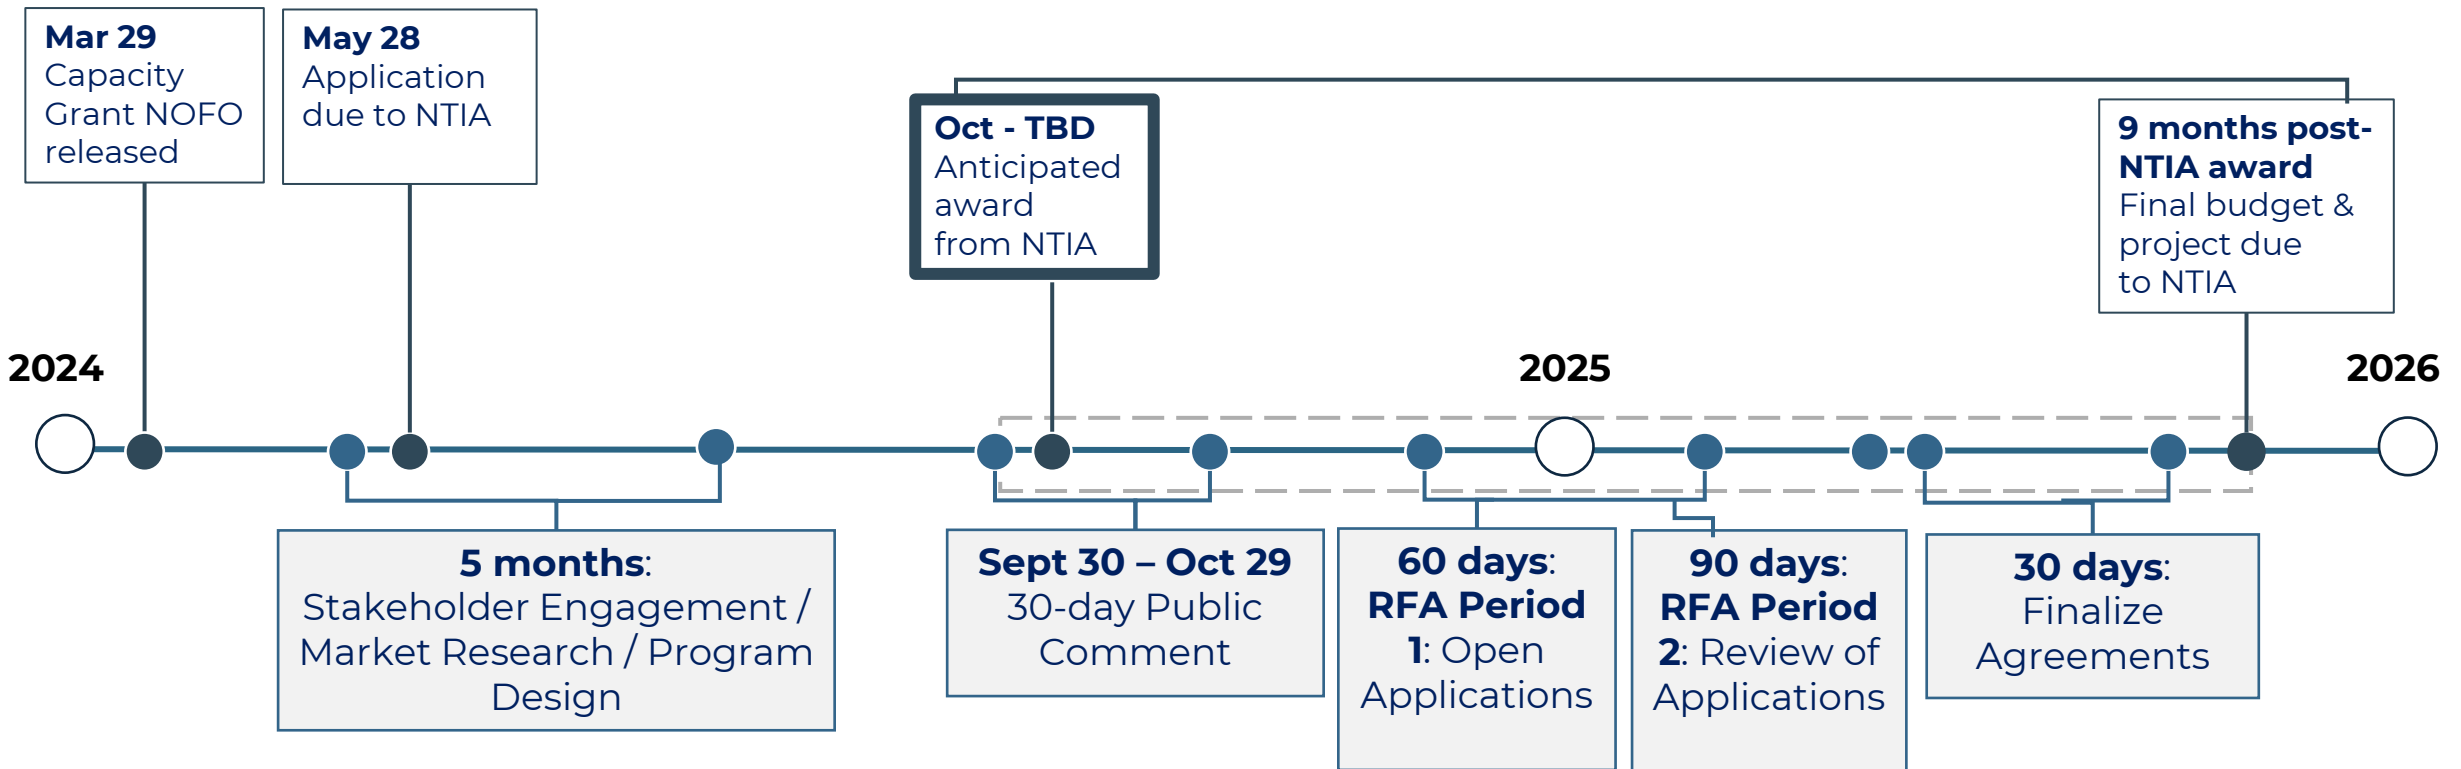 Mar 29
Capacity
Grant NOFO
released
May 28
Application
due to NTIA
Oct - TBD
Anticipated
award
from NTIA
9 months post-
NTIA award
Final budget &
project due
to NTIA
2024
2025
2026
5 months:
Stakeholder Engagement /
Market Research / Program
Design
Sept 30 – Oct 29
30-day Public
Comment
60 days:
RFA Period
1: Open
Applications
90 days:
RFA Period
2: Review of
Applications
30 days:
Finalize
Agreements